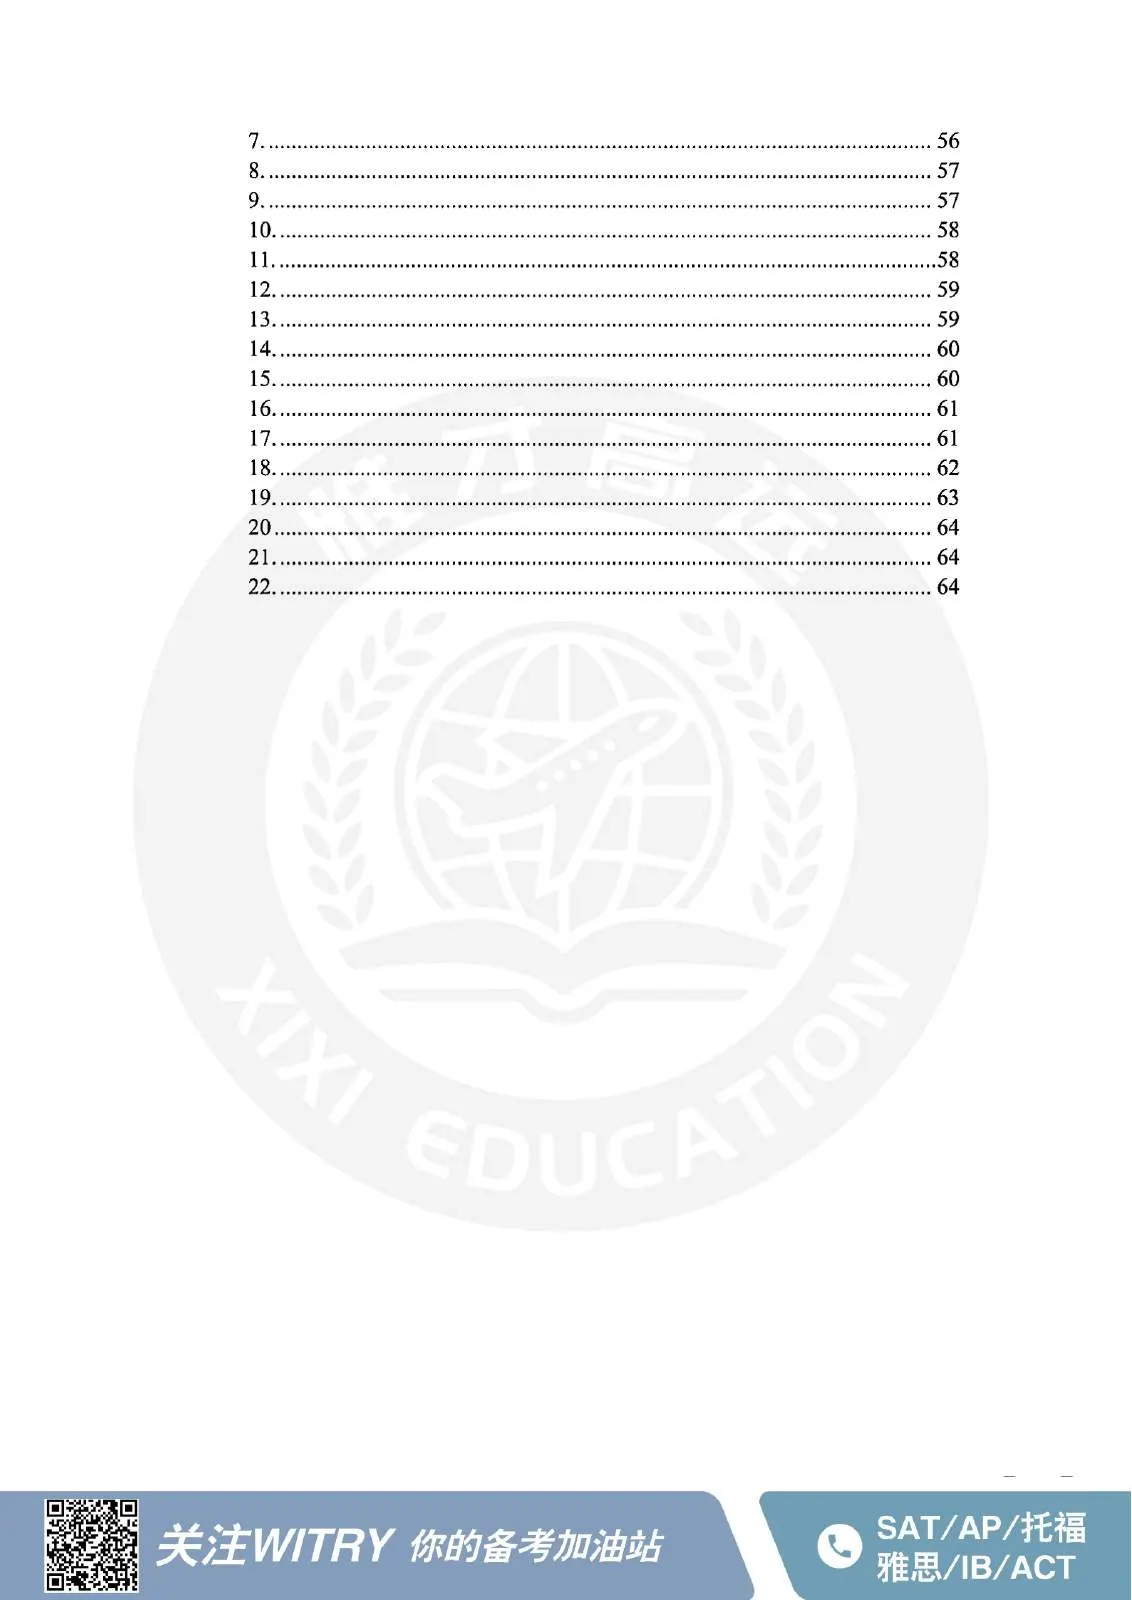 7. ........ 56
8. ........ 57
9. ........ 57
10. ........ 58
11. ........ 58
12. ........ 59
13. ........ 59
14. ........ 60
15. ........ 60
16. ........ 61
17. ........ 61
18. ........ 62
19. ........ 63
20 ........ 64
21. ........ 64
22. ........ 64
XIXI EDUCATION
关注WITRY 你的备考加油站
SAT/AP/托福
雅思/IB/ACT